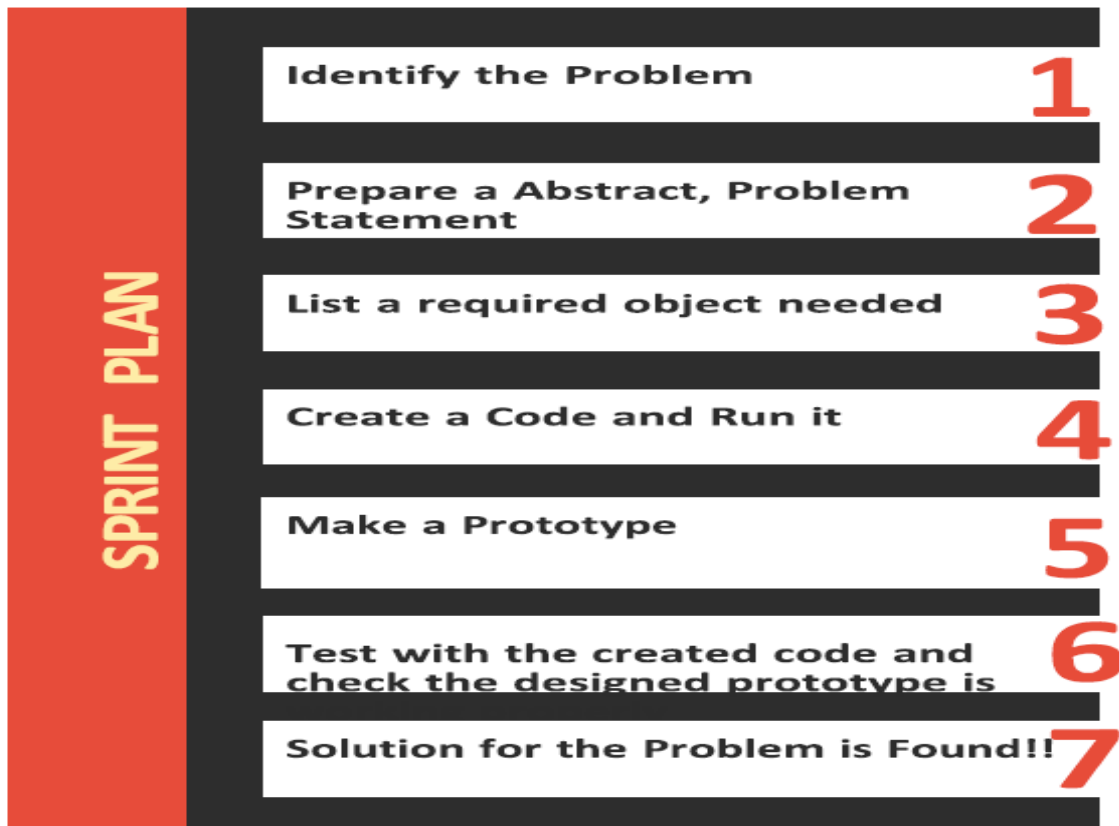 SPRINT PLAN
Identify the Problem
1
Prepare a Abstract, Problem
Statement
2
List a required object needed
3
Create a Code and Run it
4
Make a Prototype
5
Test with the created code and
check the designed prototype is
6
Solution for the Problem is Found!!
7